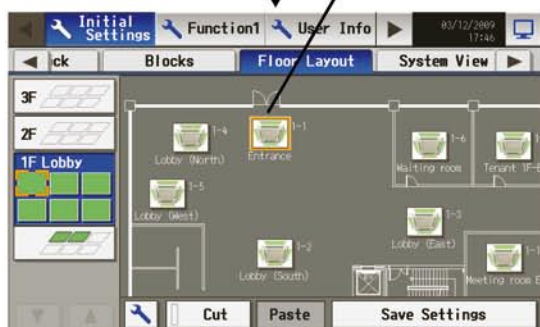 Initial Settings
Function1
User Info
03/12/2009
17:46
ck
Blocks
Floor Layout
System View
3F
2F
1F Lobby
1-4
Lobby (North)
1-1
Entrance
1-6
Waiting room
Tenant 1F-
1-5
Lobby (West)
1-3
Lobby (East)
1-2
Lobby (South)
1-
Meeting room
Cut
Paste
Save Settings